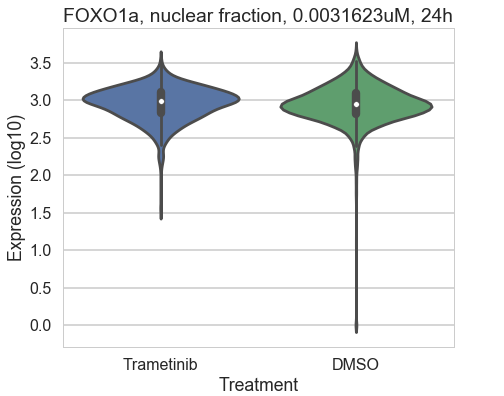 FOXO1a, nuclear fraction, 0.0031623uM, 24h
Expression (log10)
3.5
3.0
2.5
2.0
1.5
1.0
0.5
0.0
Trametinib DMSO
Treatment